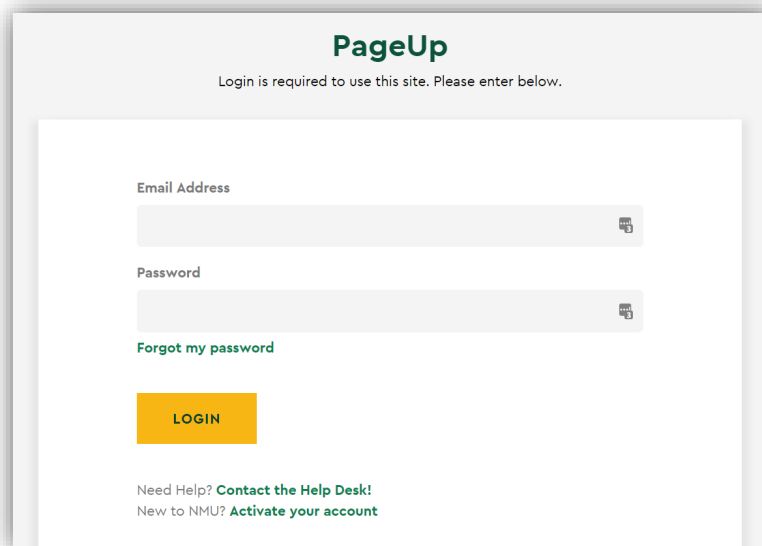 PageUp
Login is required to use this site. Please enter below.
Email Address
Password
Forgot my password
LOGIN
Need Help? Contact the Help Desk!
New to NMU? Activate your account